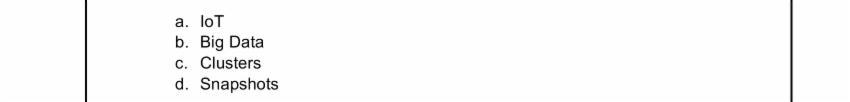 a. IoT
b. Big Data
c. Clusters
d. Snapshots